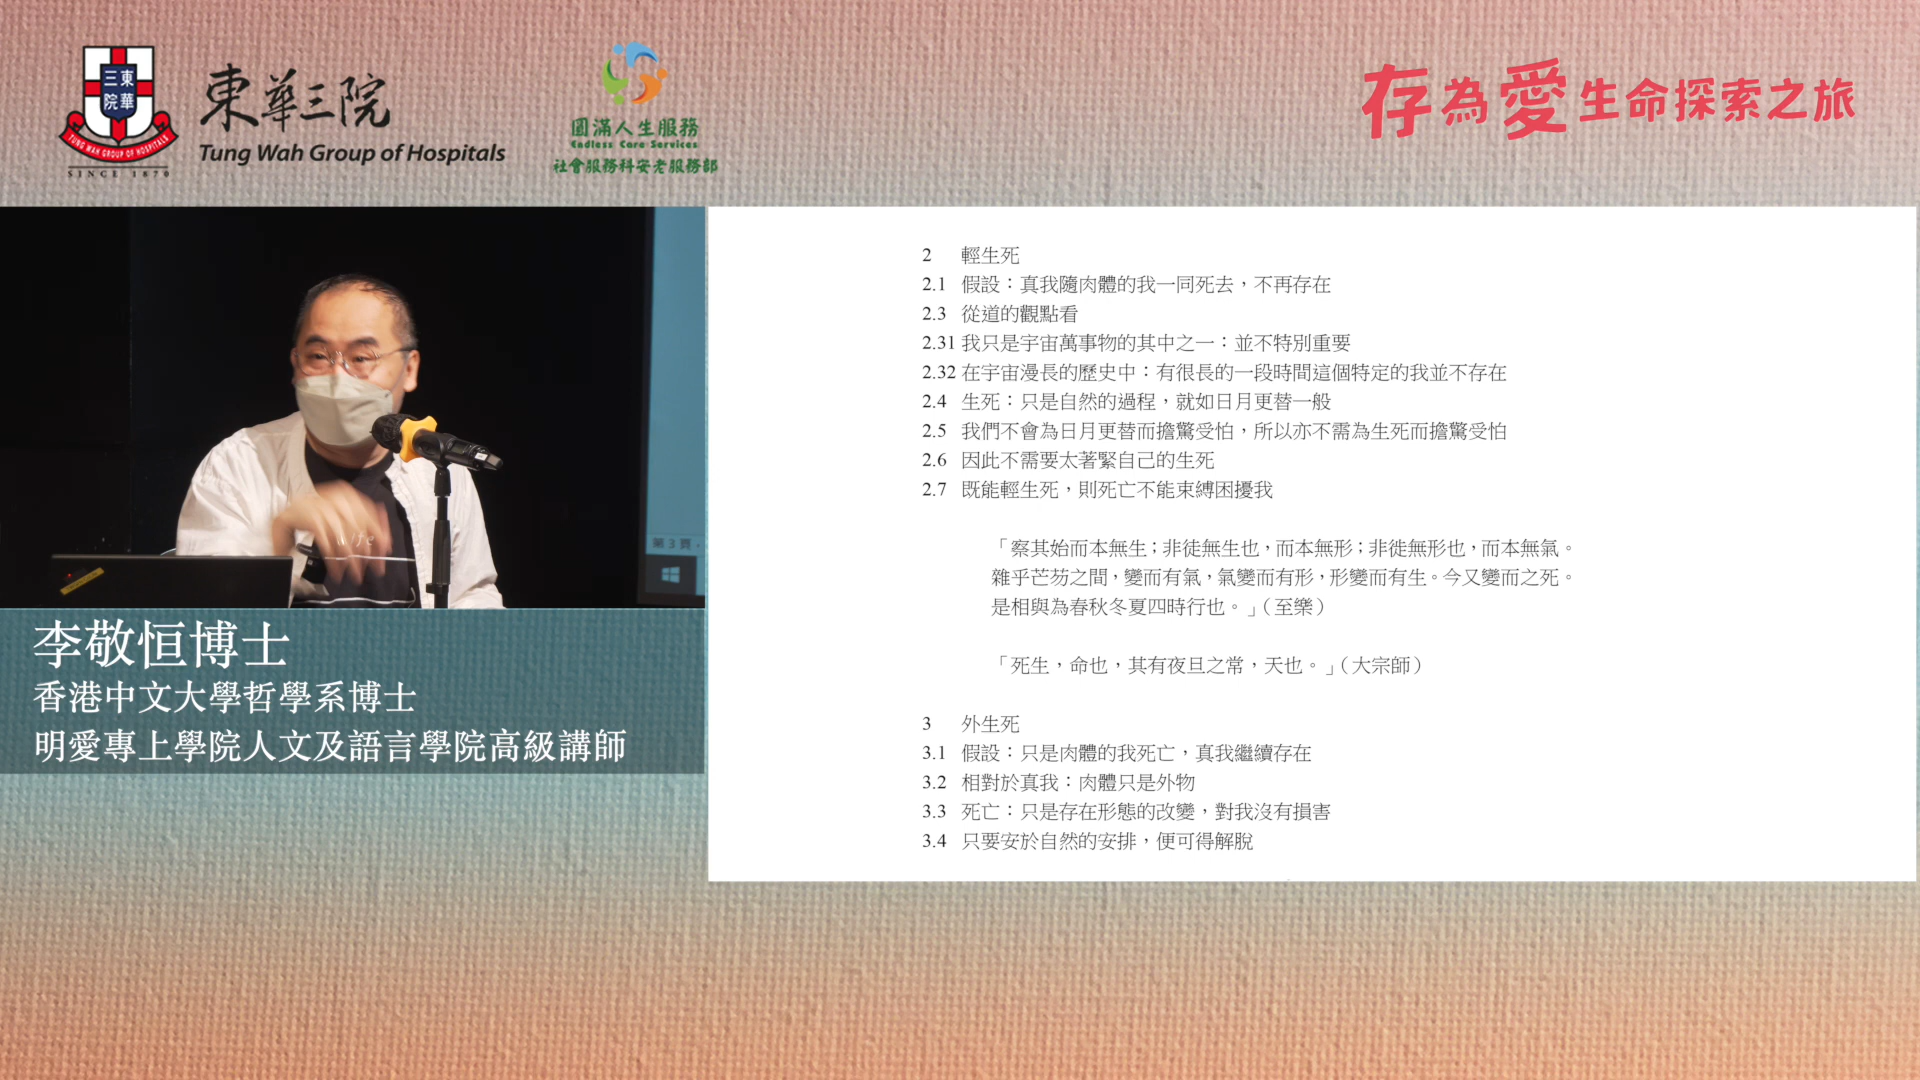 東華三院
東華三院
TUNG WAH GROUP OF HOSPITALS
SINCE 1870
Tung Wah Group of Hospitals
圓滿人生服務
Endless Care Services
社會服務科安老服務部
存為愛生命探索之旅
第 3 頁，
life
李敬恒博士
香港中文大學哲學系博士
明愛專上學院人文及語言學院高級講師
2 輕生死
2.1 假設：真我隨肉體的我一同死去，不再存在
2.3 從道的觀點看
2.31 我只是宇宙萬事物的其中之一：並不特別重要
2.32 在宇宙漫長的歷史中：有很長的一段時間這個特定的我並不存在
2.4 生死：只是自然的過程，就如日月更替一般
2.5 我們不會為日月更替而擔驚受怕，所以亦不需為生死而擔驚受怕
2.6 因此不需要太著緊自己的生死
2.7 既能輕生死，則死亡不能束縛困擾我
「察其始而本無生；非徒無生也，而本無形；非徙無形也，而本無氣。
雜乎芒芴之間，變而有氣，氣變而有形，形變而有生。今又變而之死。
是相與為春秋冬夏四時行也。」（至樂）
「死生，命也，其有夜旦之常，天也。」（大宗師）
3 外生死
3.1 假設：只是肉體的我死亡，真我繼續存在
3.2 相對於真我：肉體只是外物
3.3 死亡：只是存在形態的改變，對我沒有損害
3.4 只要安於自然的安排，便可得解脫